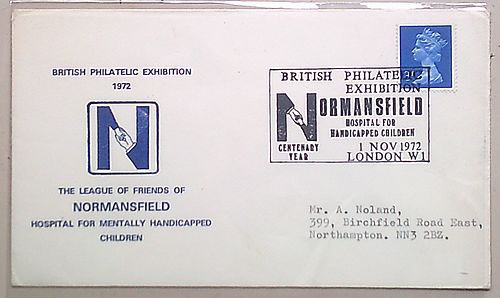 BRITISH PHILATELIC EXHIBITION
1972
N
THE LEAGUE OF FRIENDS OF
NORMANSFIELD
HOSPITAL FOR MENTALLY HANDICAPPED
CHILDREN
BRITISH PHILATELIC
EXHIBITION
NORMANSFIELD
HOSPITAL FOR
HANDICAPPED CHILDREN
CENTENARY
YEAR
1 NOV 1972
LONDON W1
Mr. A. Noland,
399, Birchfield Road East,
Northampton. NN3 2BZ.